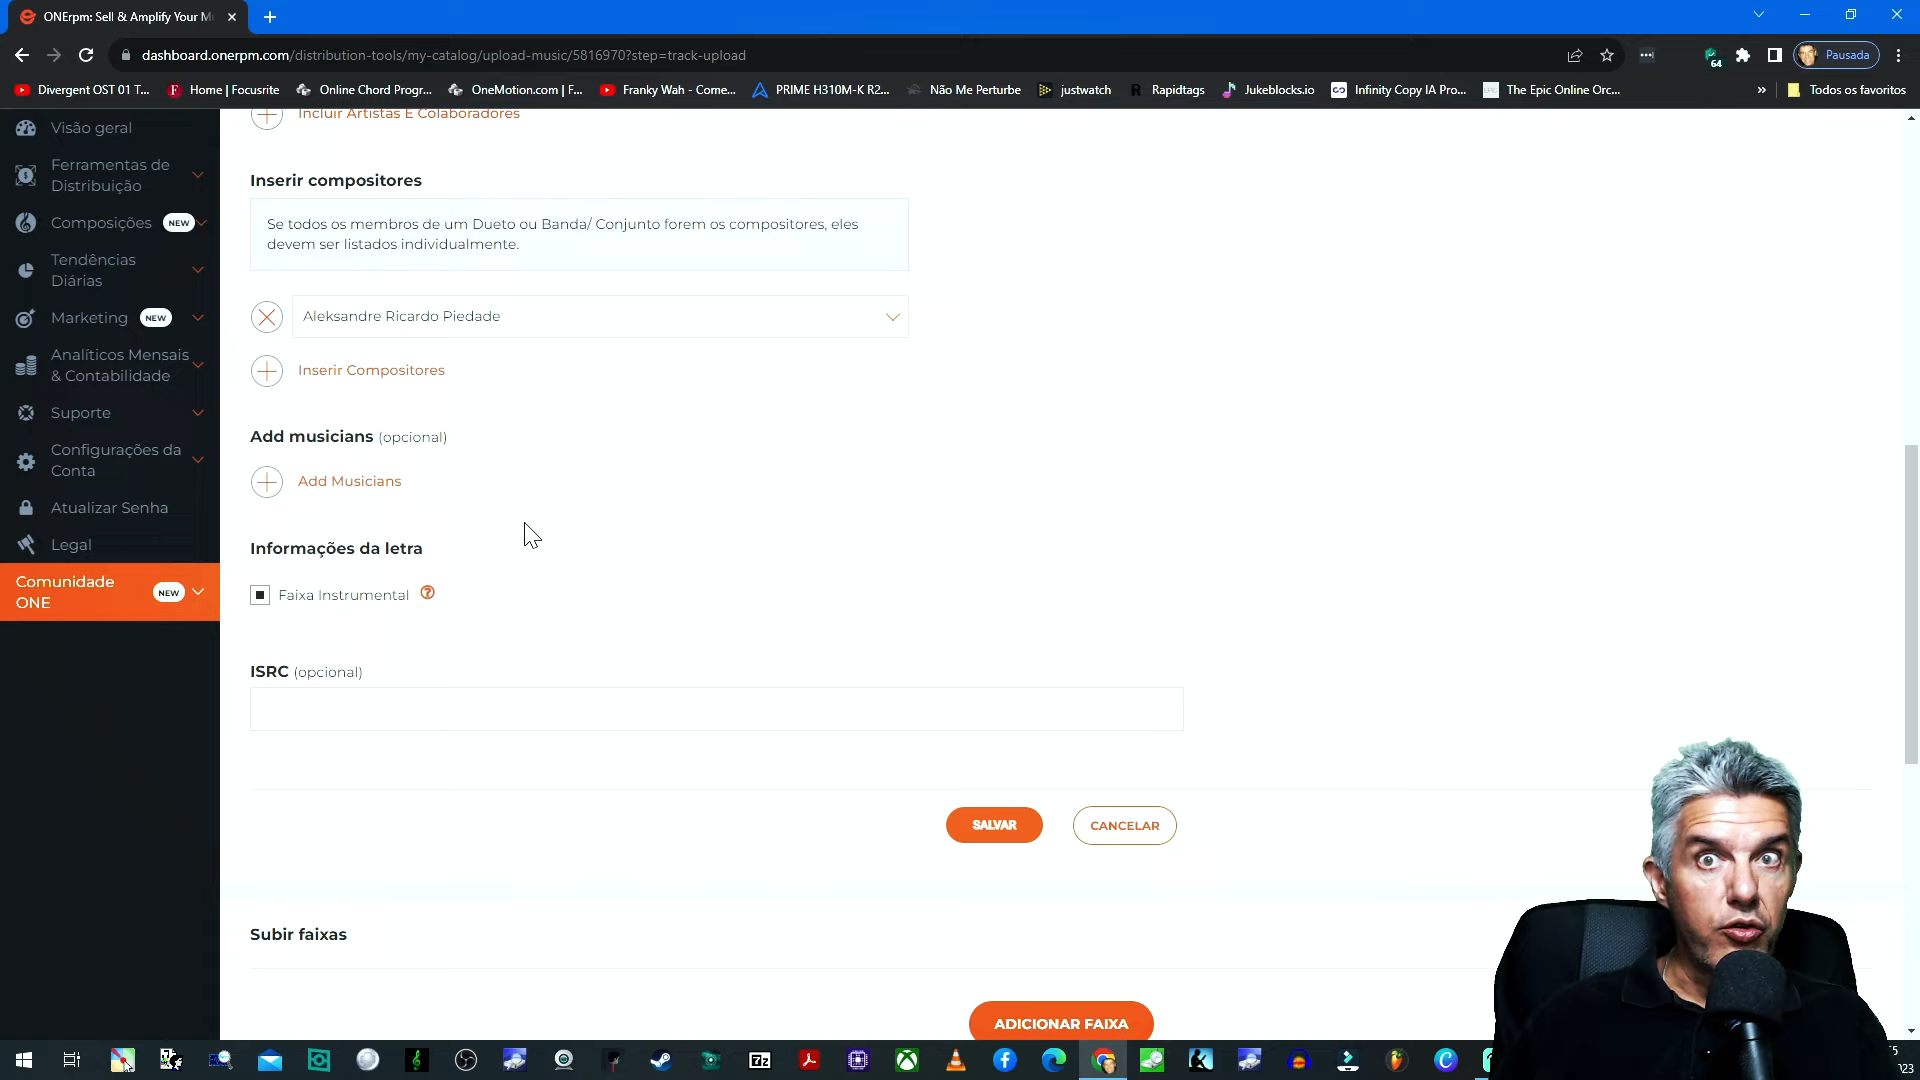 ONErpm: Sell & Amplify Your M
dashboard.onerpm.com/distribution-tools/my-catalog/upload-music/5816970?step=track-upload
64
Pausada
Divergent OST 01 T...
Home | Focusrite
Online Chord Progr...
OneMotion.com | F...
Franky Wah - Come...
PRIME H310M-K R2...
Não Me Perturbe
justwatch
Rapidtags
Jukeblocks.io
Infinity Copy IA Pro...
The Epic Online Orc...
»
Todos os favoritos
Visão geral
Ferramentas de
Distribuição
Composições NEW
Tendências
Diárias
Marketing NEW
Analíticos Mensais
& Contabilidade
Suporte
Configurações da
Conta
Atualizar Senha
Legal
Comunidade
ONE
NEW
Incluir Artistas E Colaboradores
Inserir compositores
Se todos os membros de um Dueto ou Banda/ Conjunto forem os compositores, eles
devem ser listados individualmente.
Aleksandre Ricardo Piedade
Inserir Compositores
Add musicians (opcional)
Add Musicians
Informações da letra
Faixa Instrumental ?
ISRC (opcional)
SALVAR
CANCELAR
Subir faixas
ADICIONAR FAIXA
7z